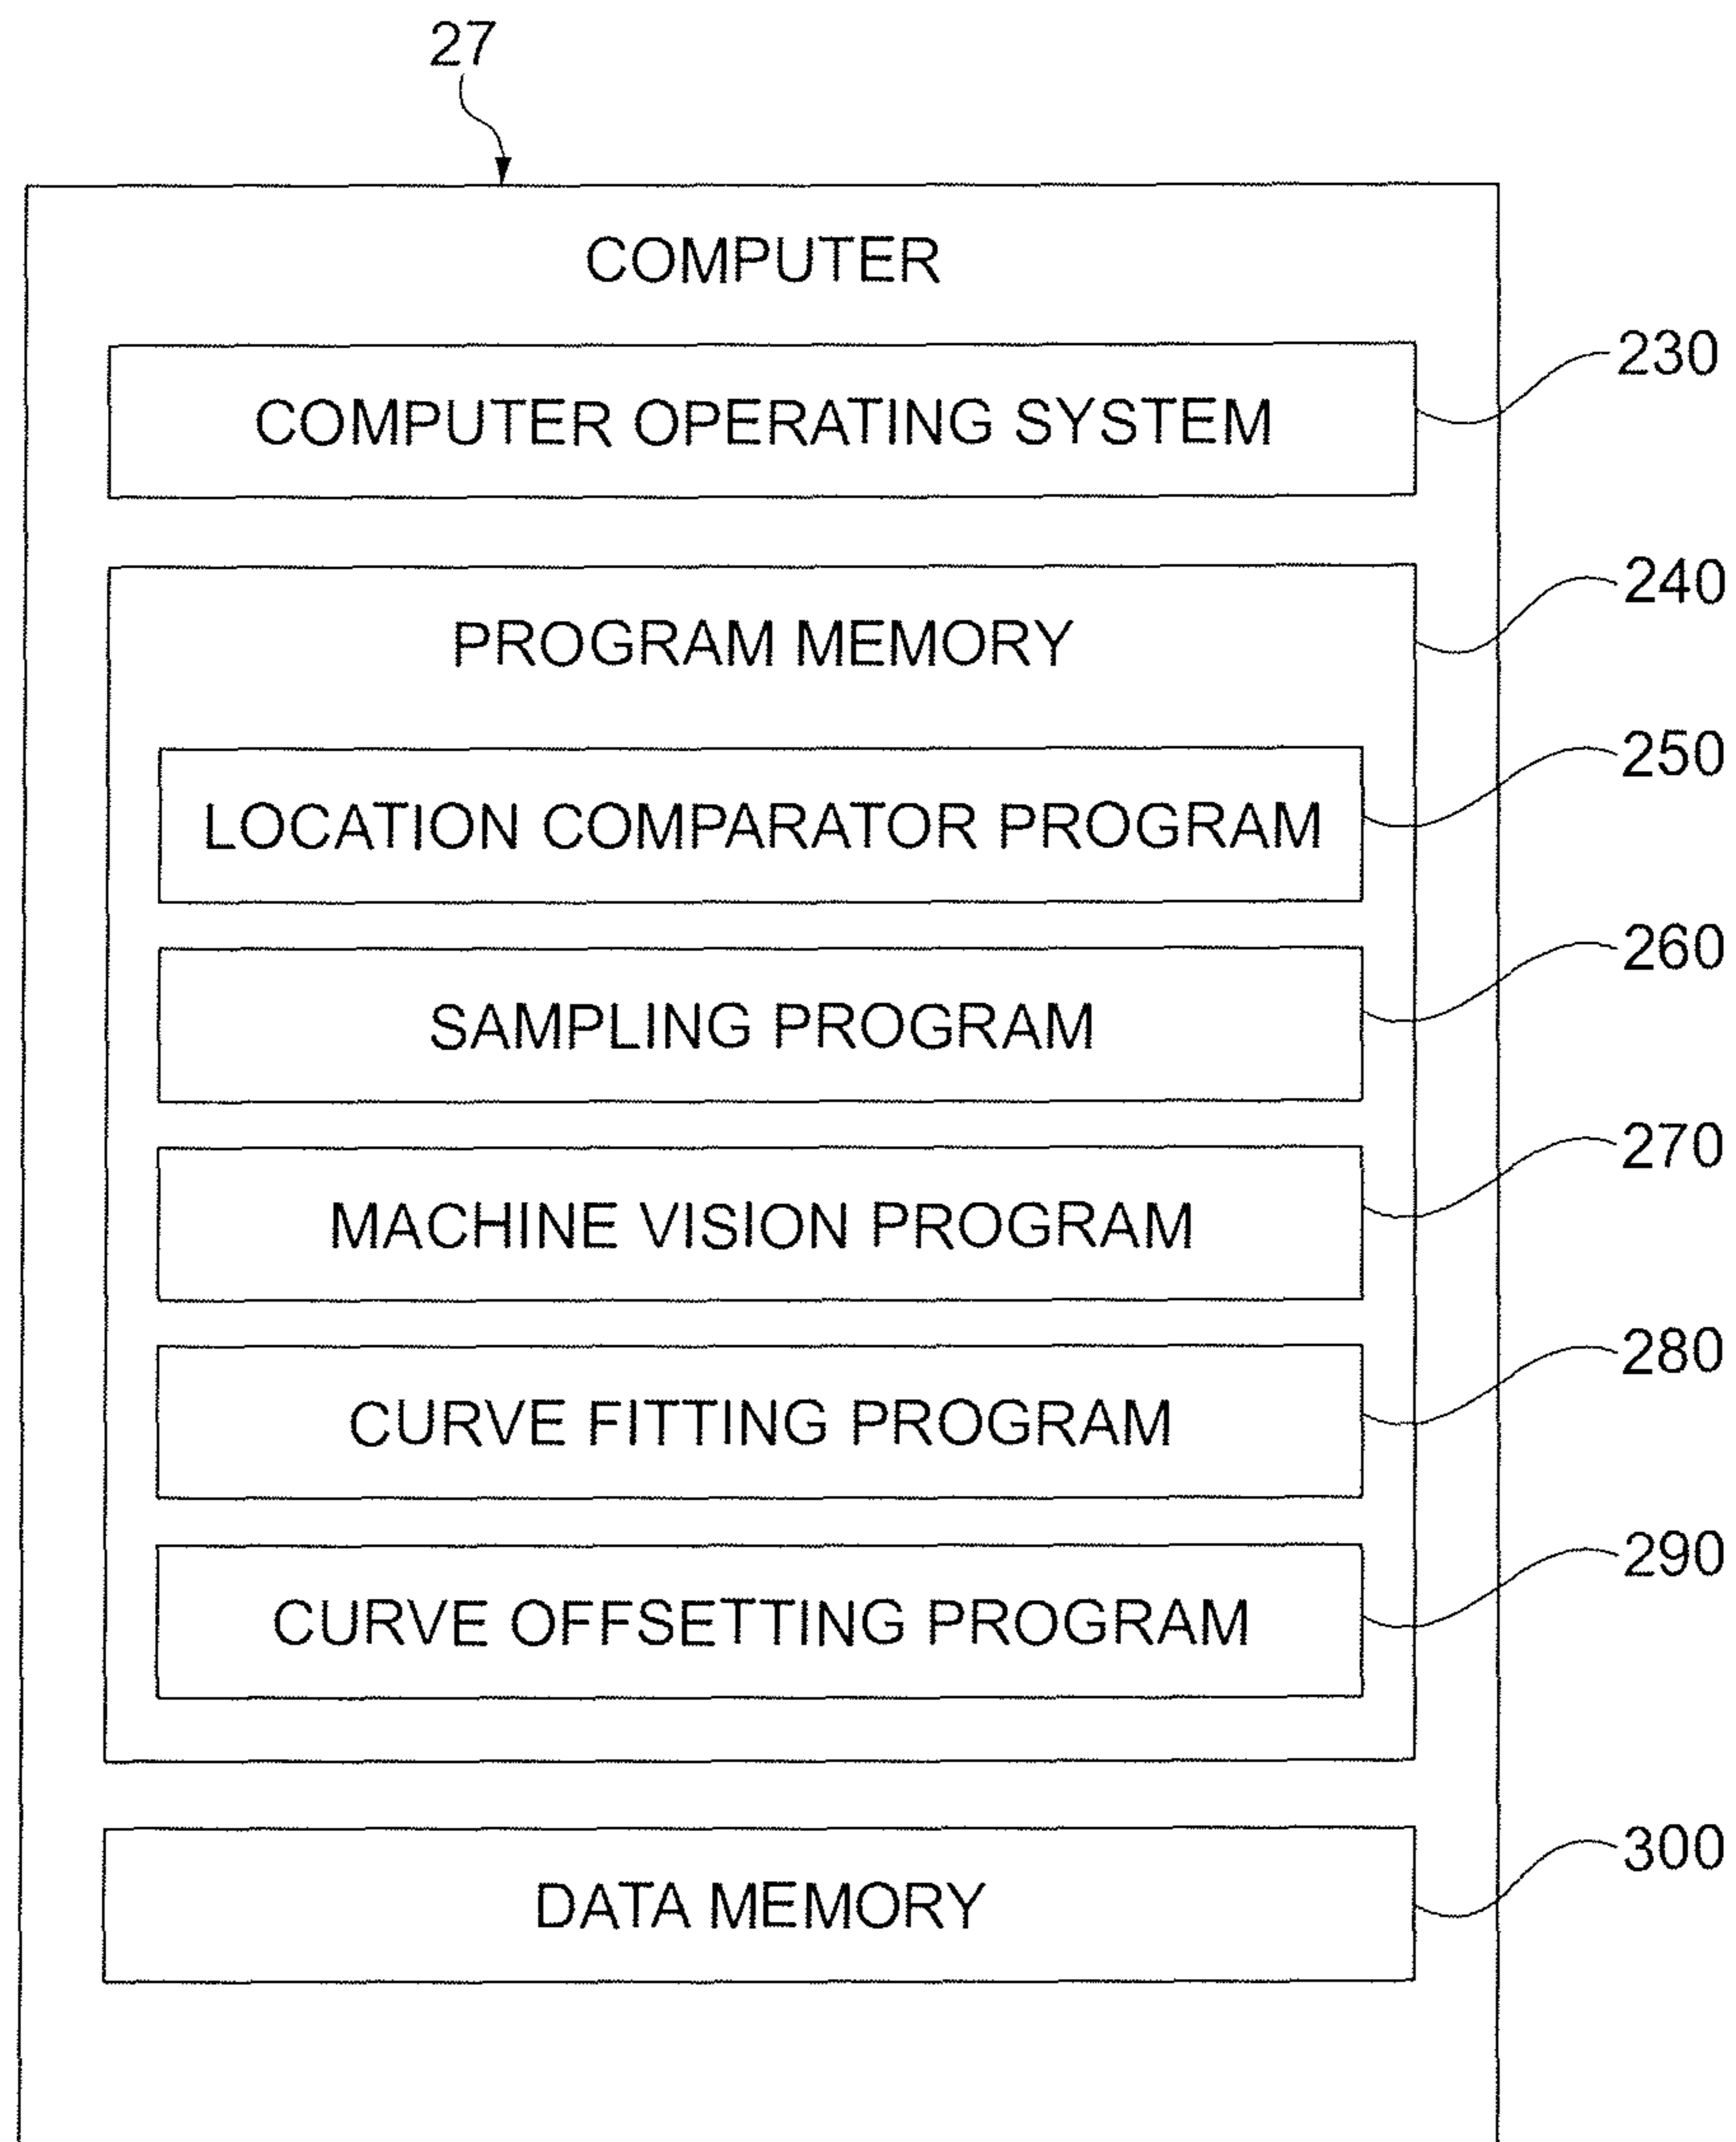 27
COMPUTER
COMPUTER OPERATING SYSTEM
230
PROGRAM MEMORY
240
LOCATION COMPARATOR PROGRAM
250
SAMPLING PROGRAM
260
MACHINE VISION PROGRAM
270
CURVE FITTING PROGRAM
280
CURVE OFFSETTING PROGRAM
290
DATA MEMORY
300